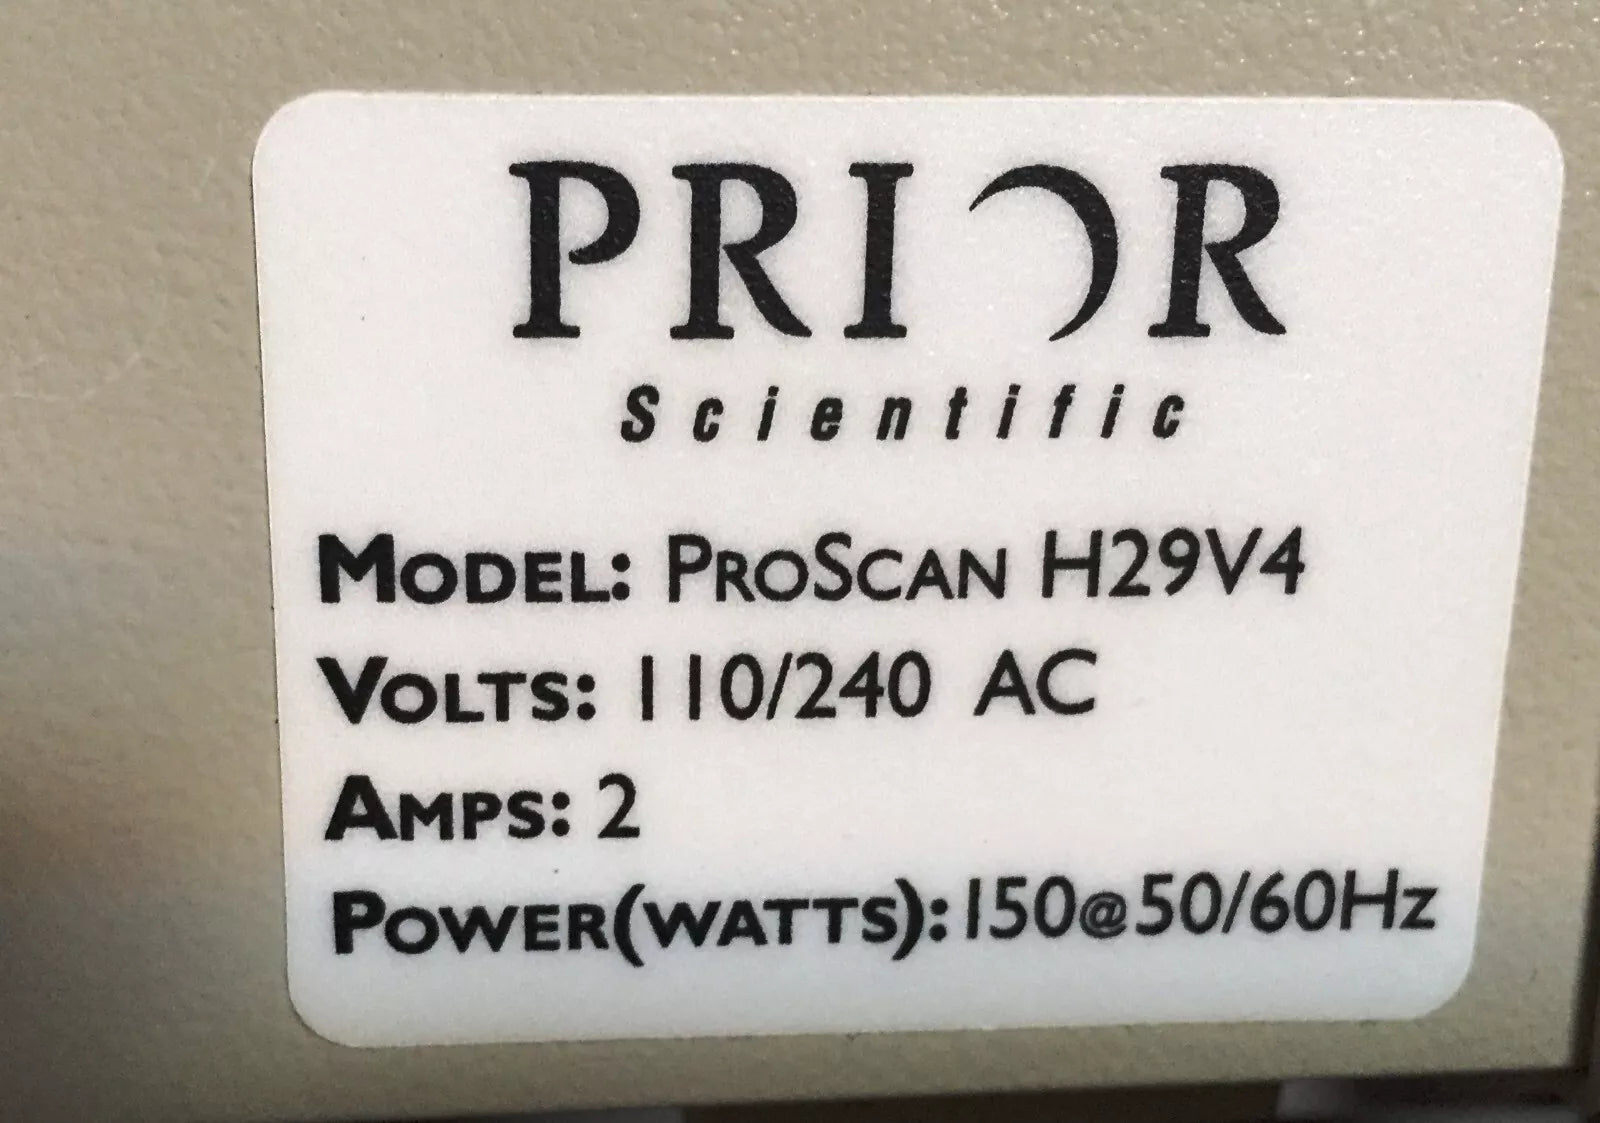 PRIOR
Scientific
MODEL: PROSCAN H29V4
VOLTS: 110/240 AC
AMPS: 2
POWER(WATTS): 150@50/60Hz